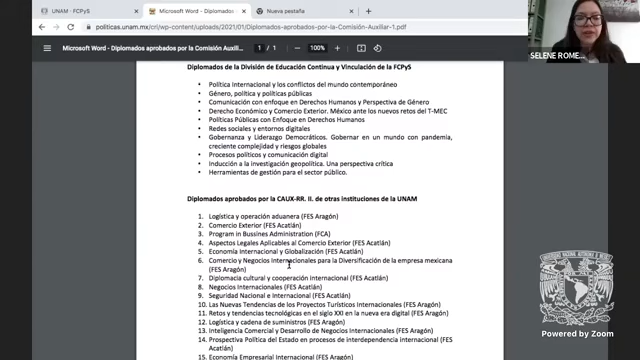 UNAM - FCPyS
Microsoft Word - Diplomados
Nueva pestaña
politicas.unam.mx/cri/wp-content/uploads/2021/01/Diplomados-aprobados-por-la-Comisión-Auxiliar-1.pdf
Microsoft Word - Diplomados aprobados por la Comisión Auxili...
1 / 1
100%
SELENE ROME...
Diplomados de la División de Educación Continua y Vinculación de la FCPyS
• Política Internacional y los conflictos del mundo contemporáneo
• Género, política y políticas públicas
• Comunicación con enfoque en Derechos Humanos y Perspectiva de Género
• Derecho Económico y Comercio Exterior. México ante los nuevos retos del T-MEC
• Políticas Públicas con Enfoque en Derechos Humanos
• Redes sociales y entornos digitales
• Gobernanza y Liderazgo Democráticos. Gobernar en un mundo con pandemia,
creciente complejidad y riesgos globales
• Procesos políticos y comunicación digital
• Inducción a la investigación geopolítica. Una perspectiva crítica
• Herramientas de gestión para el sector público.
Diplomados aprobados por la CAUX-RR. II. de otras instituciones de la UNAM
1. Logística y operación aduanera (FES Aragón)
2. Comercio Exterior (FES Acatlán)
3. Program in Bussines Administration (FCA)
4. Aspectos Legales Aplicables al Comercio Exterior (FES Acatlán)
5. Economía Internacional y Globalización (FES Acatlán)
6. Comercio y Negocios Internacionales para la Diversificación de la empresa mexicana
(FES Aragón)
7. Diplomacia cultural y cooperación internacional (FES Acatlán)
8. Negocios Internacionales (FES Acatlán)
9. Seguridad Nacional e Internacional (FES Acatlán)
10. Las Nuevas Tendencias de los Proyectos Turísticos Internacionales (FES Aragón)
11. Retos y tendencias tecnológicas en el siglo XXI en la nueva era digital (FES Aragón)
12. Logística y cadena de suministros (FES Aragón)
13. Inteligencia Comercial y Desarrollo de Negocios Internacionales (FES Aragón)
14. Prospectiva Política del Estado en procesos de interdependencia internacional (FES
Acatlán)
15. Economía Empresarial Internacional (FES Aragón)
Powered by Zoom